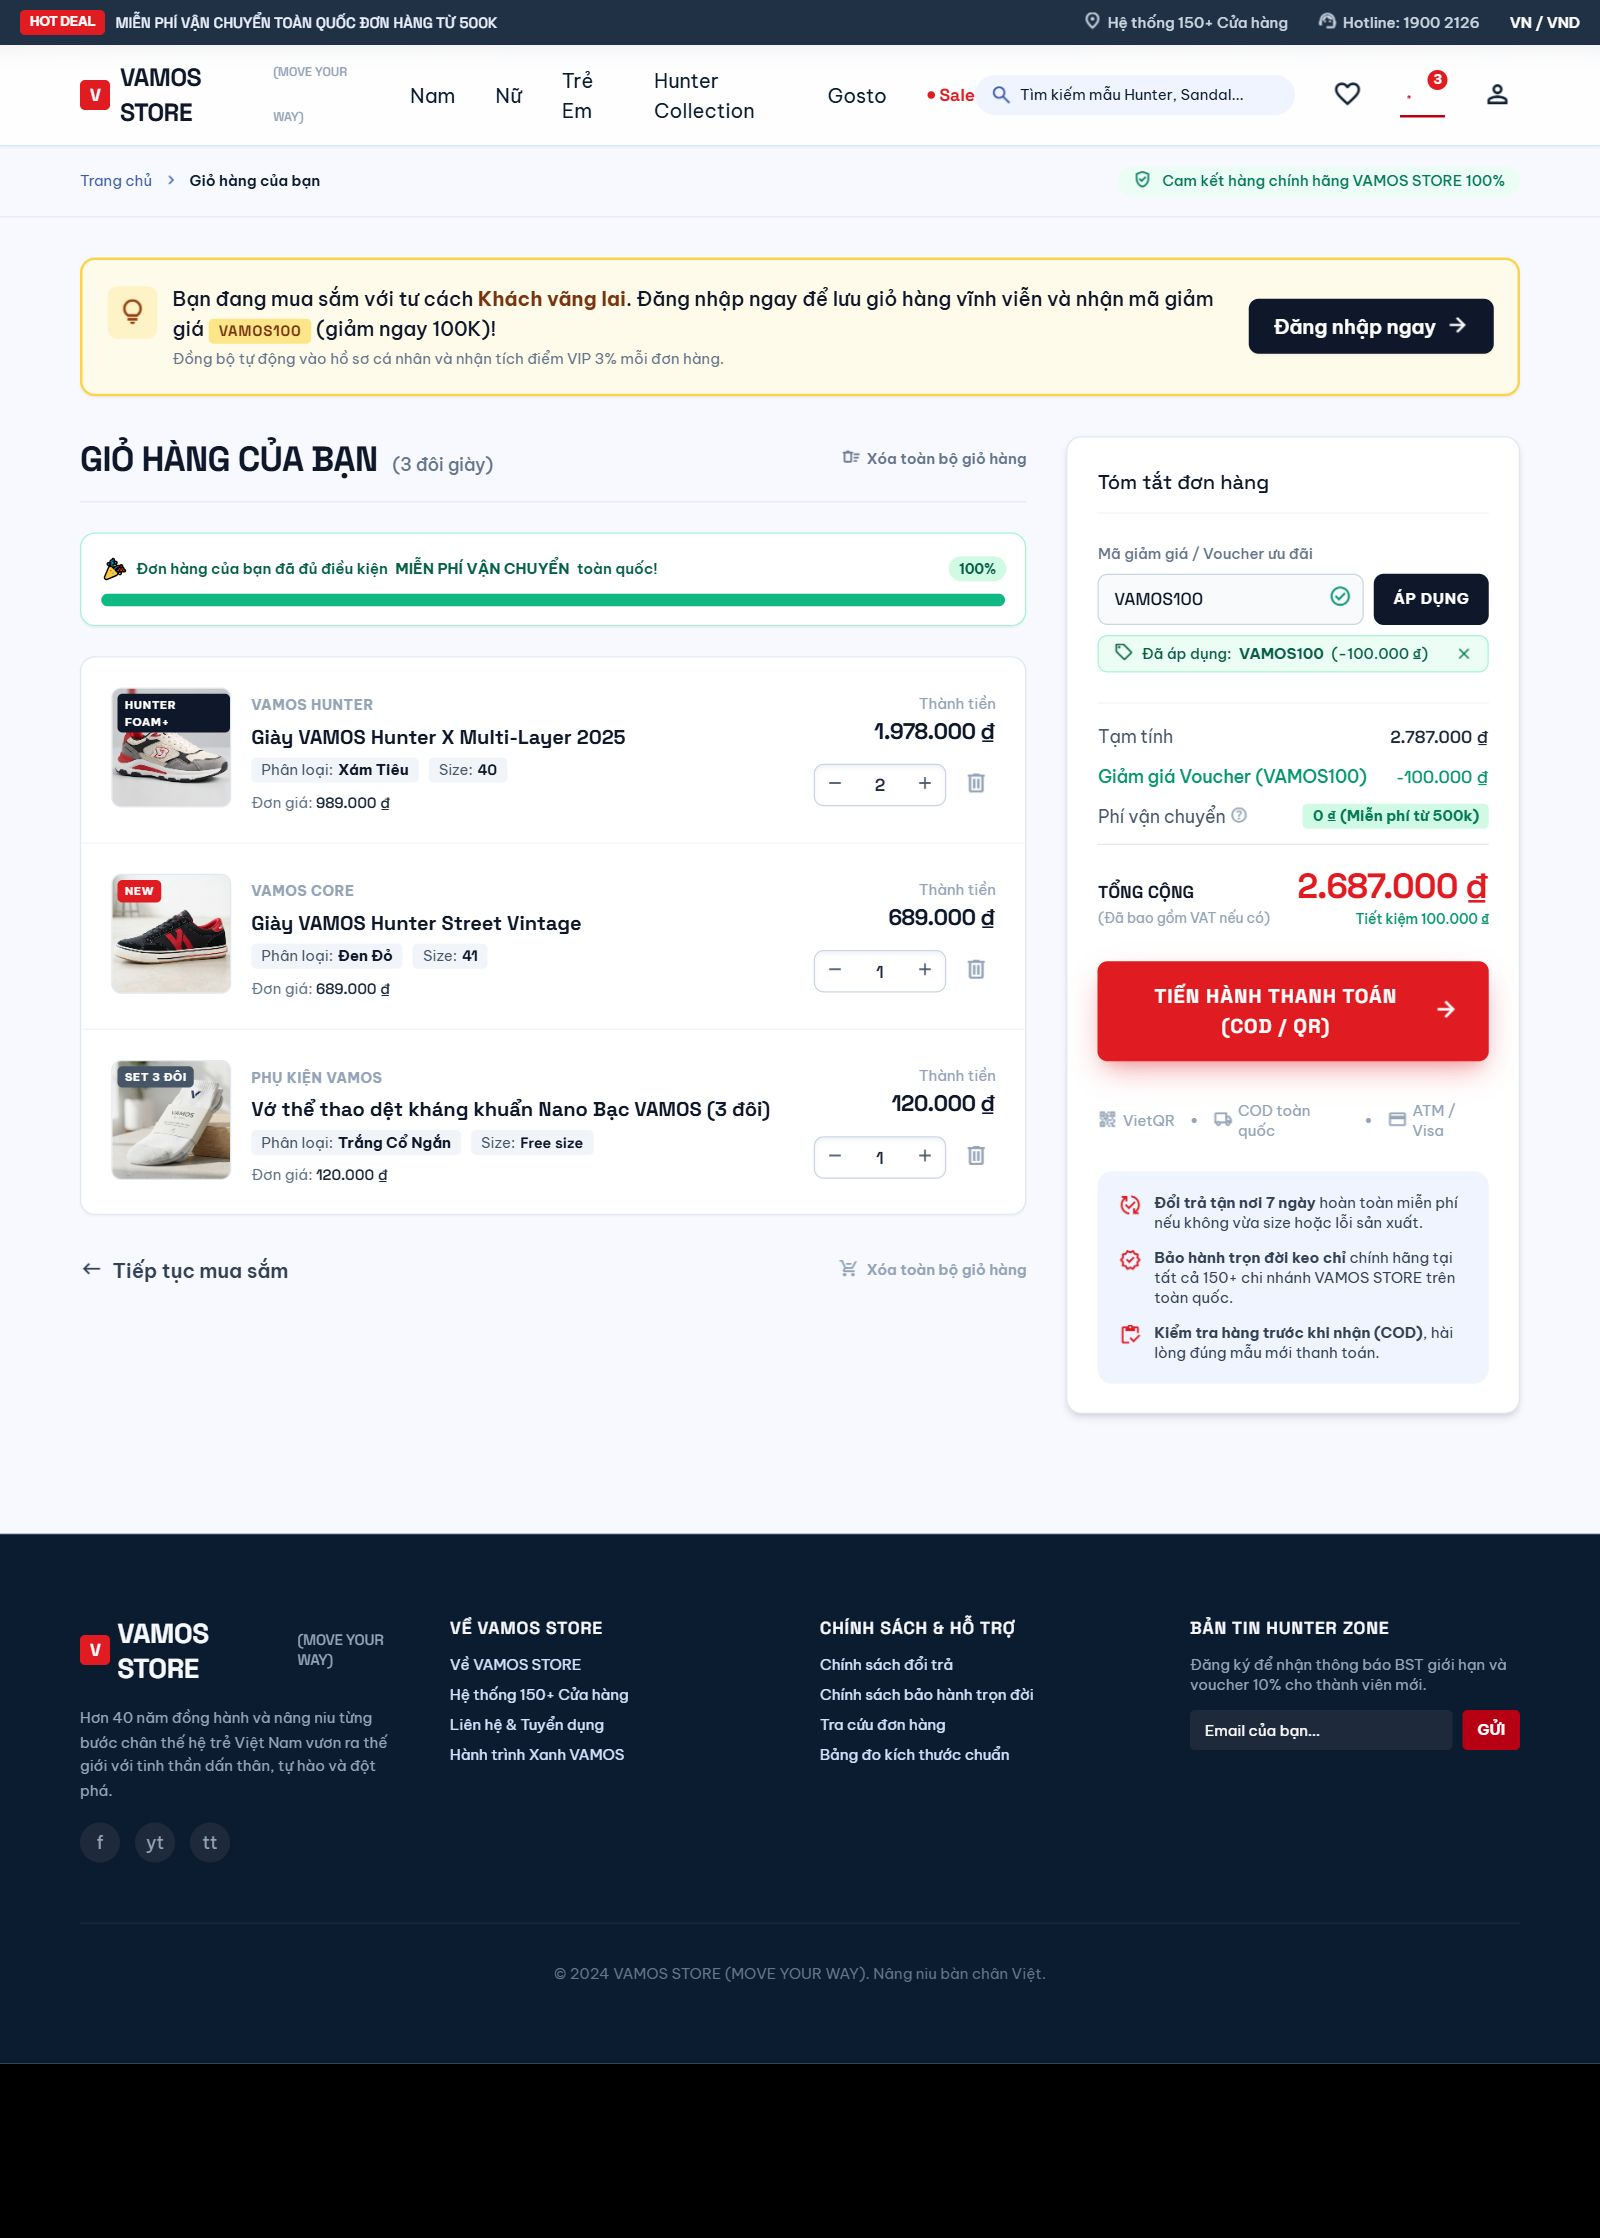 HOT DEAL MIỄN PHÍ VẬN CHUYỂN TOÀN QUỐC ĐƠN HÀNG TỪ 500K Hệ thống 150+ Cửa hàng Hotline: 1900 2126 VN / VND
V VAMOS STORE (MOVE YOUR WAY) Nam Nữ Trẻ Em Hunter Collection Gosto Sale Tìm kiếm mẫu Hunter, Sandal... 3
Trang chủ Giỏ hàng của bạn Cam kết hàng chính hãng VAMOS STORE 100%
Bạn đang mua sắm với tư cách Khách vãng lai. Đăng nhập ngay để lưu giỏ hàng vĩnh viễn và nhận mã giảm
giá VAMOS100 (giảm ngay 100K)!
Đồng bộ tự động vào hồ sơ cá nhân và nhận tích điểm VIP 3% mỗi đơn hàng.
Đăng nhập ngay
GIỎ HÀNG CỦA BẠN (3 đôi giày) Xóa toàn bộ giỏ hàng
Đơn hàng của bạn đã đủ điều kiện MIỄN PHÍ VẬN CHUYỂN toàn quốc! 100%
HUNTER
FOAM+
VAMOS HUNTER
Giày VAMOS Hunter X Multi-Layer 2025
Phân loại: Xám Tiêu Size: 40
Đơn giá: 989.000 ₫
Thành tiền
1.978.000 ₫
2
NEW
VAMOS CORE
Giày VAMOS Hunter Street Vintage
Phân loại: Đen Đỏ Size: 41
Đơn giá: 689.000 ₫
Thành tiền
689.000 ₫
1
SET 3 ĐÔI
VAMOS
PHỤ KIỆN VAMOS
Vớ thể thao dệt kháng khuẩn Nano Bạc VAMOS (3 đôi)
Phân loại: Trắng Cổ Ngắn Size: Free size
Đơn giá: 120.000 ₫
Thành tiền
120.000 ₫
1
Tiếp tục mua sắm Xóa toàn bộ giỏ hàng
Tóm tắt đơn hàng
Mã giảm giá / Voucher ưu đãi
VAMOS100 ÁP DỤNG
Đã áp dụng: VAMOS100 (-100.000 ₫)
Tạm tính 2.787.000 ₫
Giảm giá Voucher (VAMOS100) -100.000 ₫
Phí vận chuyển 0 ₫ (Miễn phí từ 500k)
TỔNG CỘNG 2.687.000 ₫
(Đã bao gồm VAT nếu có) Tiết kiệm 100.000 ₫
TIẾN HÀNH THANH TOÁN
(COD / QR)
VietQR • COD toàn quốc • ATM / Visa
Đổi trả tận nơi 7 ngày hoàn toàn miễn phí
nếu không vừa size hoặc lỗi sản xuất.
Bảo hành trọn đời keo chỉ chính hãng tại
tất cả 150+ chi nhánh VAMOS STORE trên
toàn quốc.
Kiểm tra hàng trước khi nhận (COD), hài
lòng đúng mẫu mới thanh toán.
V VAMOS STORE (MOVE YOUR WAY)
Hơn 40 năm đồng hành và nâng niu từng
bước chân thế hệ trẻ Việt Nam vươn ra thế
giới với tinh thần dấn thân, tự hào và đột
phá.
f yt tt
VỀ VAMOS STORE
Về VAMOS STORE
Hệ thống 150+ Cửa hàng
Liên hệ & Tuyển dụng
Hành trình Xanh VAMOS
CHÍNH SÁCH & HỖ TRỢ
Chính sách đổi trả
Chính sách bảo hành trọn đời
Tra cứu đơn hàng
Bảng đo kích thước chuẩn
BẢN TIN HUNTER ZONE
Đăng ký để nhận thông báo BST giới hạn và
voucher 10% cho thành viên mới.
Email của bạn... GỬI
© 2024 VAMOS STORE (MOVE YOUR WAY). Nâng niu bàn chân Việt.